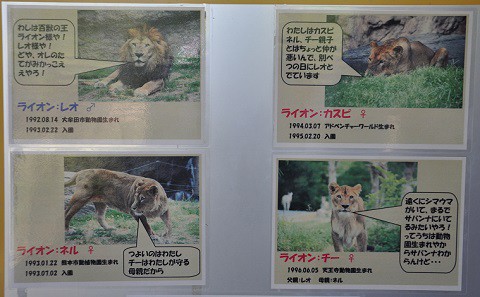 わしは百獣の王
ライオン様や!
レオ様や!
どや、オレのた
てがみかっこえ
えやろ!
ライオン:レオ ♂
1992.08.14 大牟田市動物園生まれ
1993.02.22 入園
わたしはカスピ
ネル、チー親子
とはちょっと仲が
悪いんで、別べ
つの日にレオと
でています
ライオン:カスピ ♀
1994.03.07 アドベンチャーワールド生まれ
1995.02.20 入園
つよいのはわたし
チーはわたしが守る
母親だから
ライオン:ネル ♀
1993.01.22 熊本市動植物園生まれ
1993.07.02 入園
遠くにシマウマ
がいて、まるで
サバンナにいて
るみたいやろ!
ってうちは動物
園生まれやか
らサバンナわか
らんけど・・・
ライオン:チー ♀
1996.06.05 天王寺動物園生まれ
父親:レオ 母親:ネル